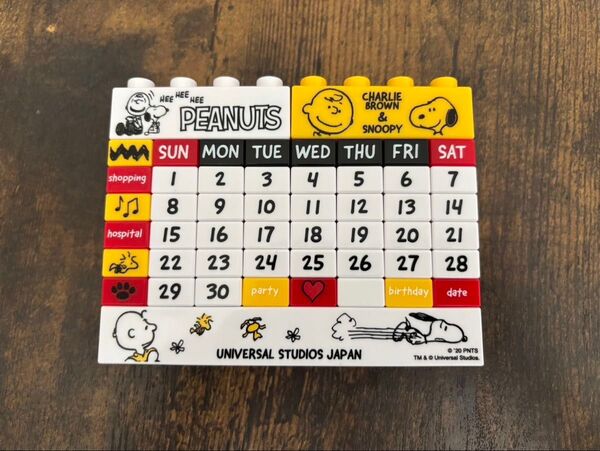 HEE HEE HEE
PEANUTS
CHARLIE
BROWN
&
SNOOPY
SUN MON TUE WED THU FRI SAT
shopping 1 2 3 4 5 6 7
8 9 10 11 12 13 14
hospital 15 16 17 18 19 20 21
22 23 24 25 26 27 28
29 30 party birthday date
UNIVERSAL STUDIOS JAPAN
© '20 PNTS
TM & © Universal Studios.